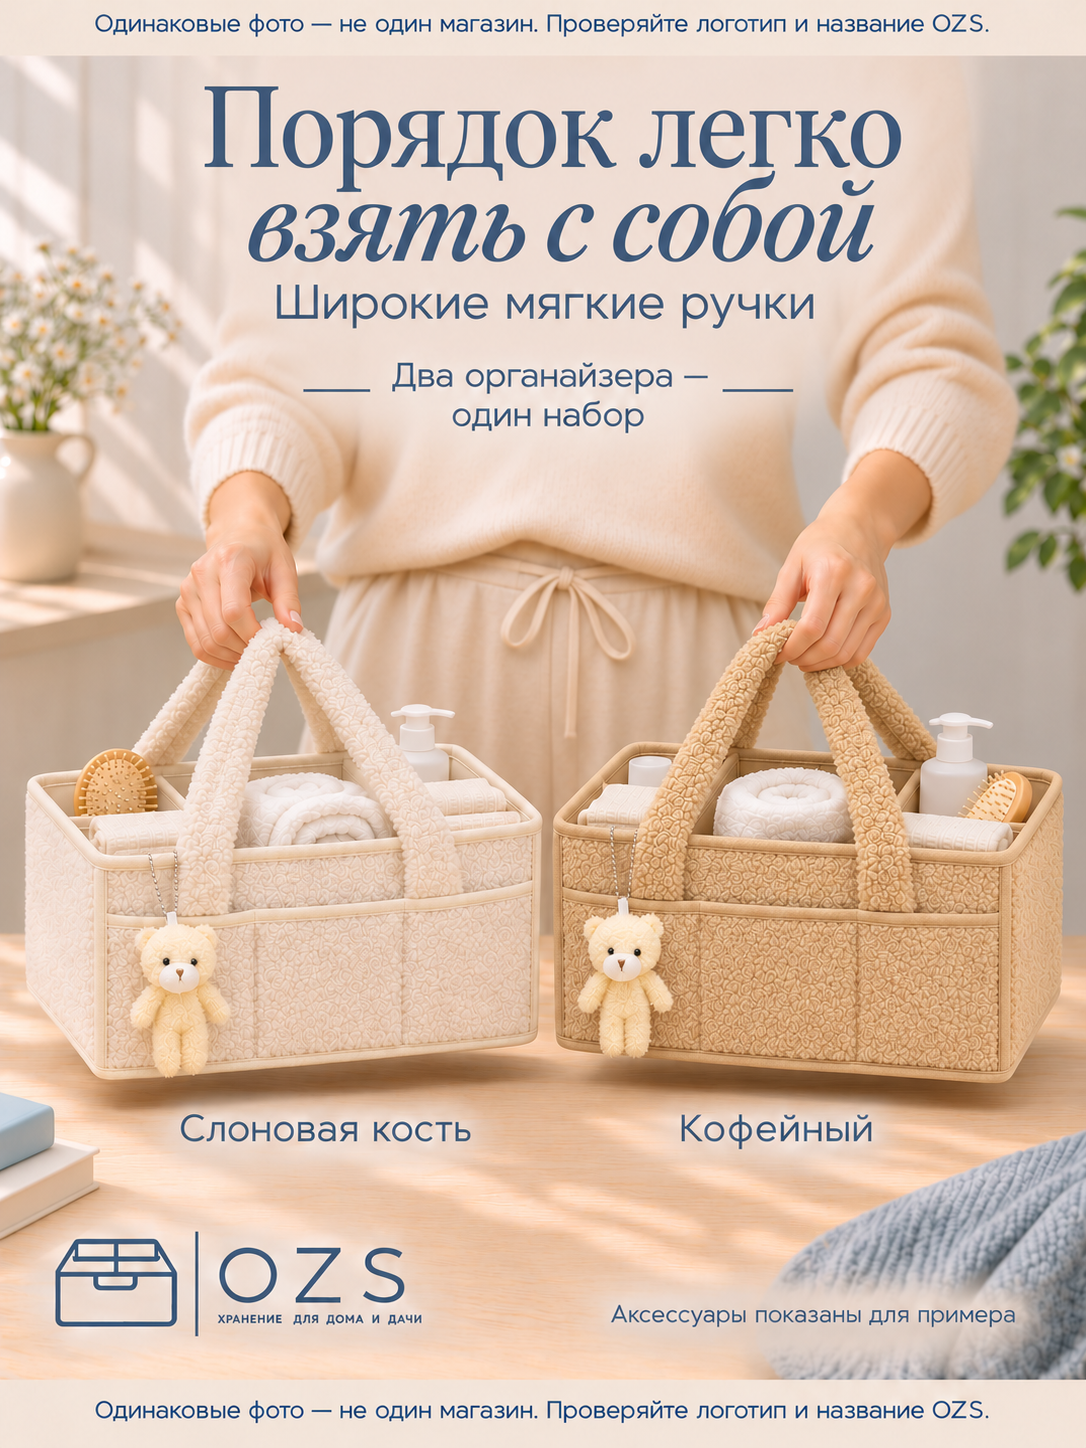 Одинаковые фото — не один магазин. Проверяйте логотип и название OZS.
Порядок легко
взять с собой
Широкие мягкие ручки
Два органайзера —
один набор
Слоновая кость
Кофейный
OZS
ХРАНЕНИЕ ДЛЯ ДОМА И ДАЧИ
Аксессуары показаны для примера
Одинаковые фото — не один магазин. Проверяйте логотип и название OZS.